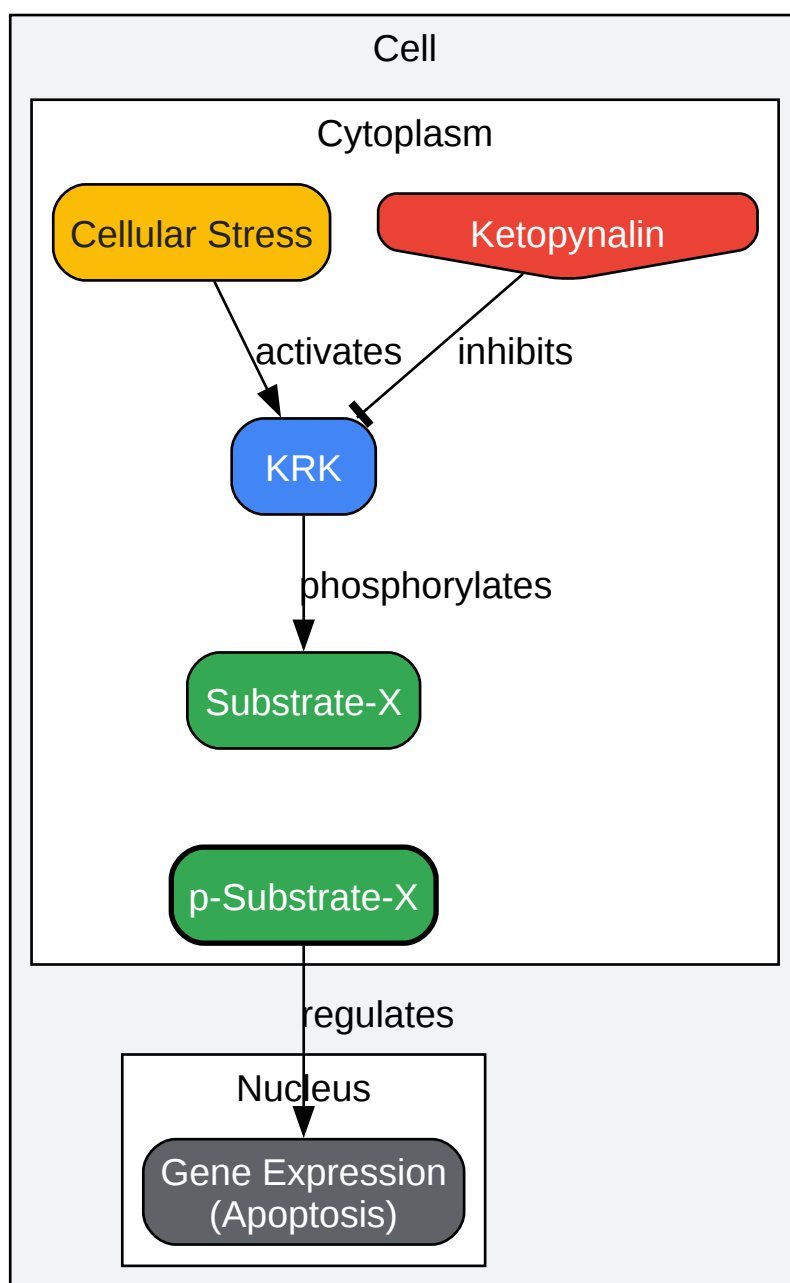 Cell
Cytoplasm
Cellular Stress
Ketopynalin
activates
inhibits
KRK
phosphorylates
Substrate-X
p-Substrate-X
regulates
Nucleus
Gene Expression
(Apoptosis)